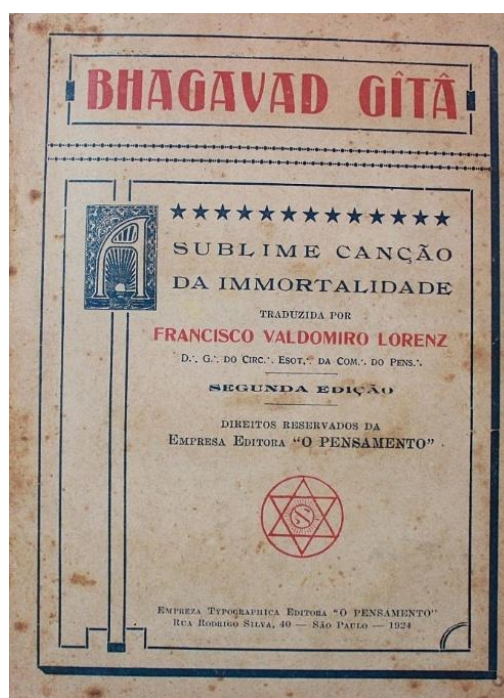 BHAGAVAD GÎTÂ
A
SUBLIME CANÇÃO
DA IMMORTALIDADE
TRADUZIDA POR
FRANCISCO VALDOMIRO LORENZ
D∴ G∴ DO CIRC∴ ESOT∴ DA COM∴ DO PENS∴
SEGUNDA EDIÇÃO
DIREITOS RESERVADOS DA
EMPRESA EDITORA "O PENSAMENTO"
S
EMPREZA TYPOGRAPHICA EDITORA "O PENSAMENTO"
RUA RODRIGO SILVA, 40 — SÃO PAULO — 1924